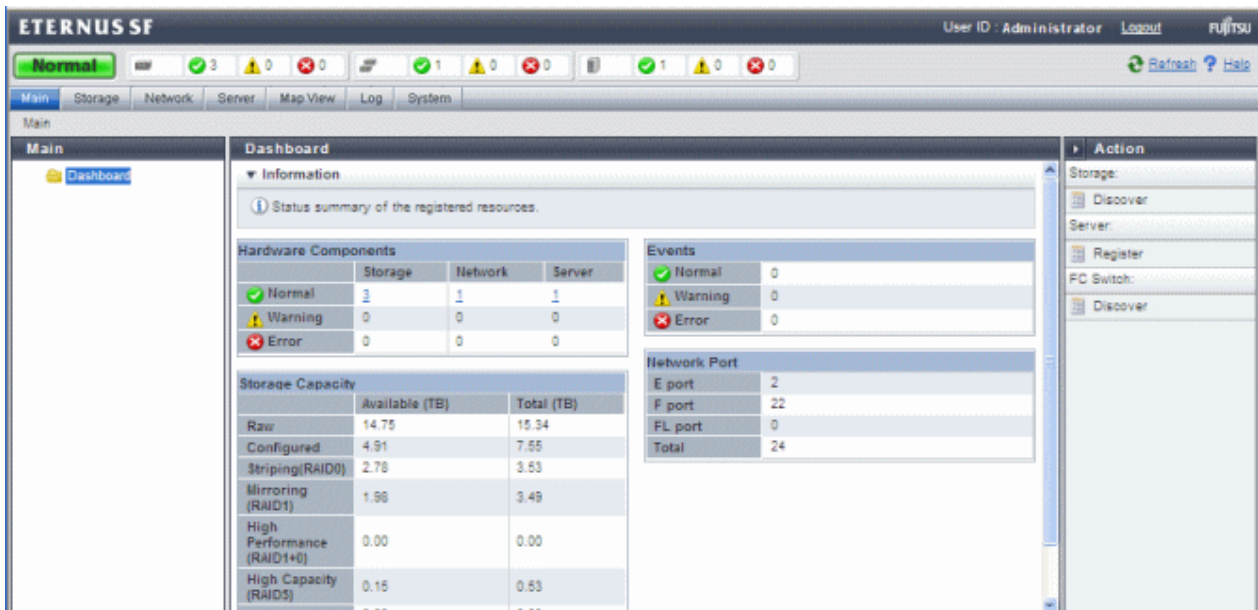 ETERNUS SF
User ID : Administrator Logout FUJITSU
Normal 3 0 0 1 0 0 1 0 0 Refresh Help
Main Storage Network Server Map View Log System
Main
Main
Dashboard
Dashboard
Information
Status summary of the registered resources.
Hardware Components
Storage Network Server
Normal 3 1 1
Warning 0 0 0
Error 0 0 0
Storage Capacity
Available (TB) Total (TB)
Raw 14.75 15.34
Configured 4.91 7.55
Striping(RAID0) 2.78 3.53
Mirroring
(RAID1) 1.98 3.49
High
Performance
(RAID1+0) 0.00 0.00
High Capacity
(RAID5) 0.15 0.53
Events
Normal 0
Warning 0
Error 0
Network Port
E port 2
F port 22
FL port 0
Total 24
Action
Storage:
Discover
Server:
Register
FC Switch:
Discover